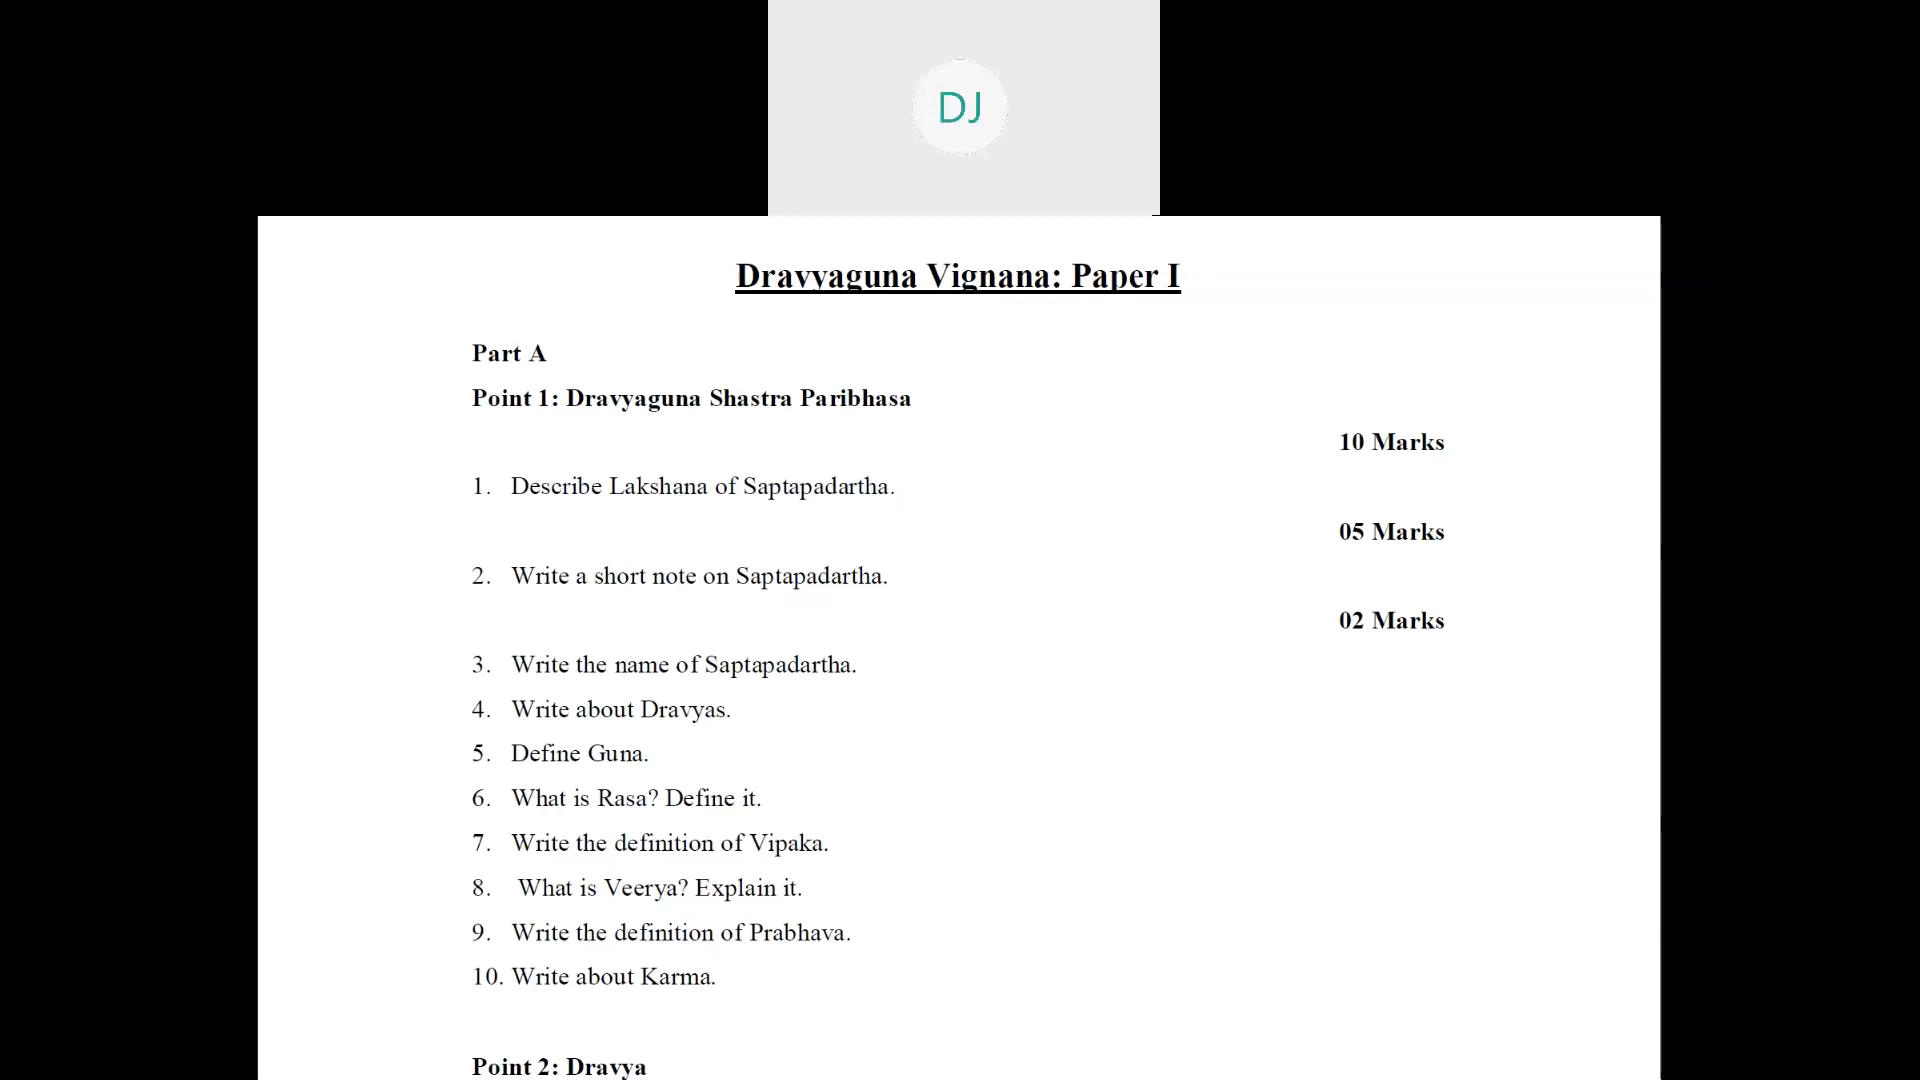 DJ
Dravyaguna Vignana: Paper I
Part A
Point 1: Dravyaguna Shastra Paribhasa
10 Marks
1. Describe Lakshana of Saptapadartha.
05 Marks
2. Write a short note on Saptapadartha.
02 Marks
3. Write the name of Saptapadartha.
4. Write about Dravyas.
5. Define Guna.
6. What is Rasa? Define it.
7. Write the definition of Vipaka.
8. What is Veerya? Explain it.
9. Write the definition of Prabhava.
10. Write about Karma.
Point 2: Dravya